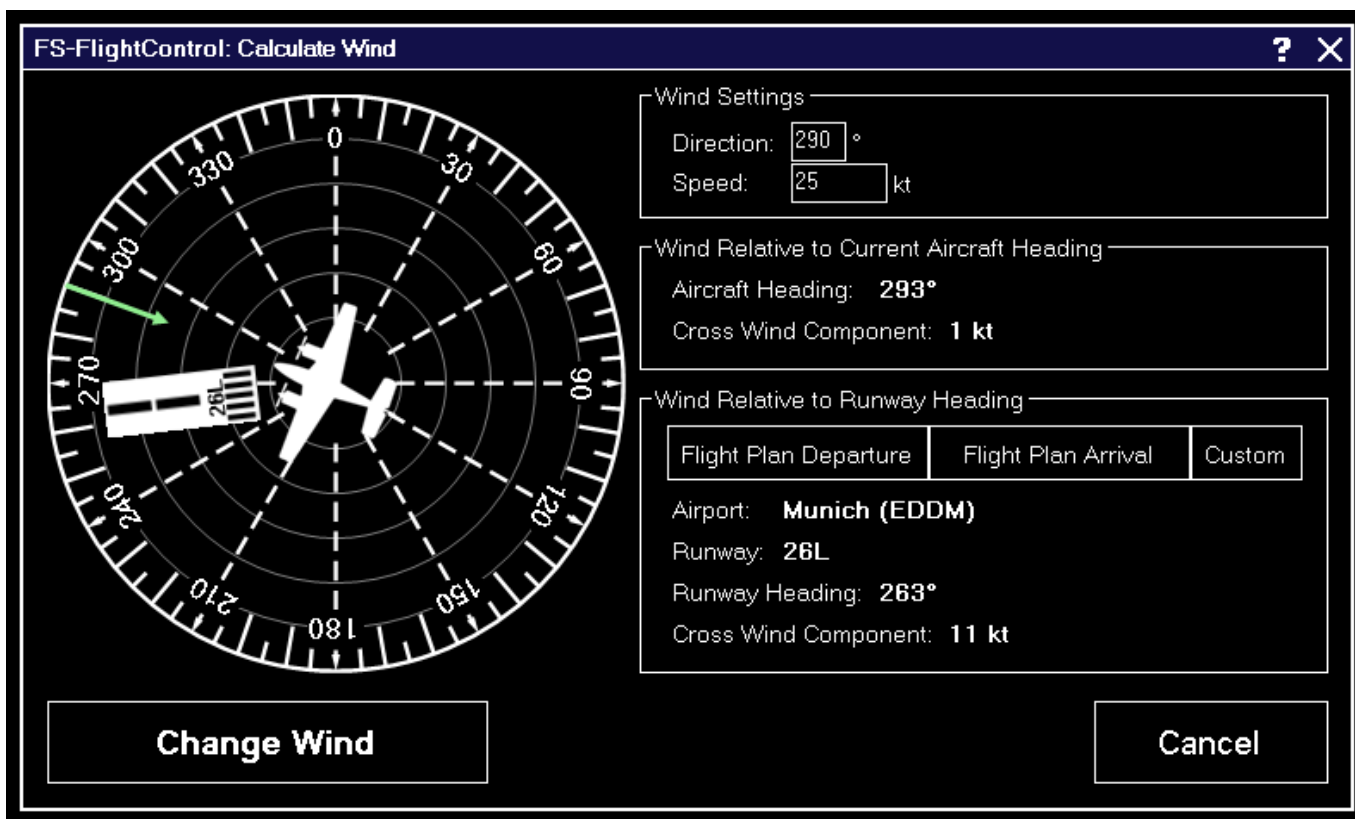 FS-FlightControl: Calculate Wind
? X
0
30
60
90
120
150
180
210
240
270
300
330
26L
Wind Settings
Direction: 290 °
Speed: 25 kt
Wind Relative to Current Aircraft Heading
Aircraft Heading: 293°
Cross Wind Component: 1 kt
Wind Relative to Runway Heading
Flight Plan Departure Flight Plan Arrival Custom
Airport: Munich (EDDM)
Runway: 26L
Runway Heading: 263°
Cross Wind Component: 11 kt
Change Wind
Cancel